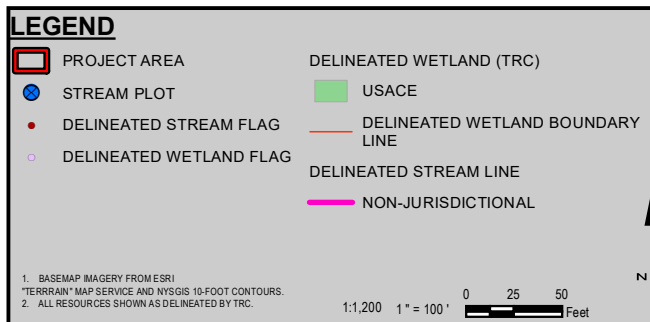 LEGEND
PROJECT AREA
STREAM PLOT
DELINEATED STREAM FLAG
DELINEATED WETLAND FLAG
DELINEATED WETLAND (TRC)
USACE
DELINEATED WETLAND BOUNDARY
LINE
DELINEATED STREAM LINE
NON-JURISDICTIONAL
1. BASEMAP IMAGERY FROM ESRI
"TERRRAIN" MAP SERVICE AND NYSGIS 10-FOOT CONTOURS.
2. ALL RESOURCES SHOWN AS DELINEATED BY TRC.
1:1,200 1 " = 100 '
0 25 50
Feet
Z